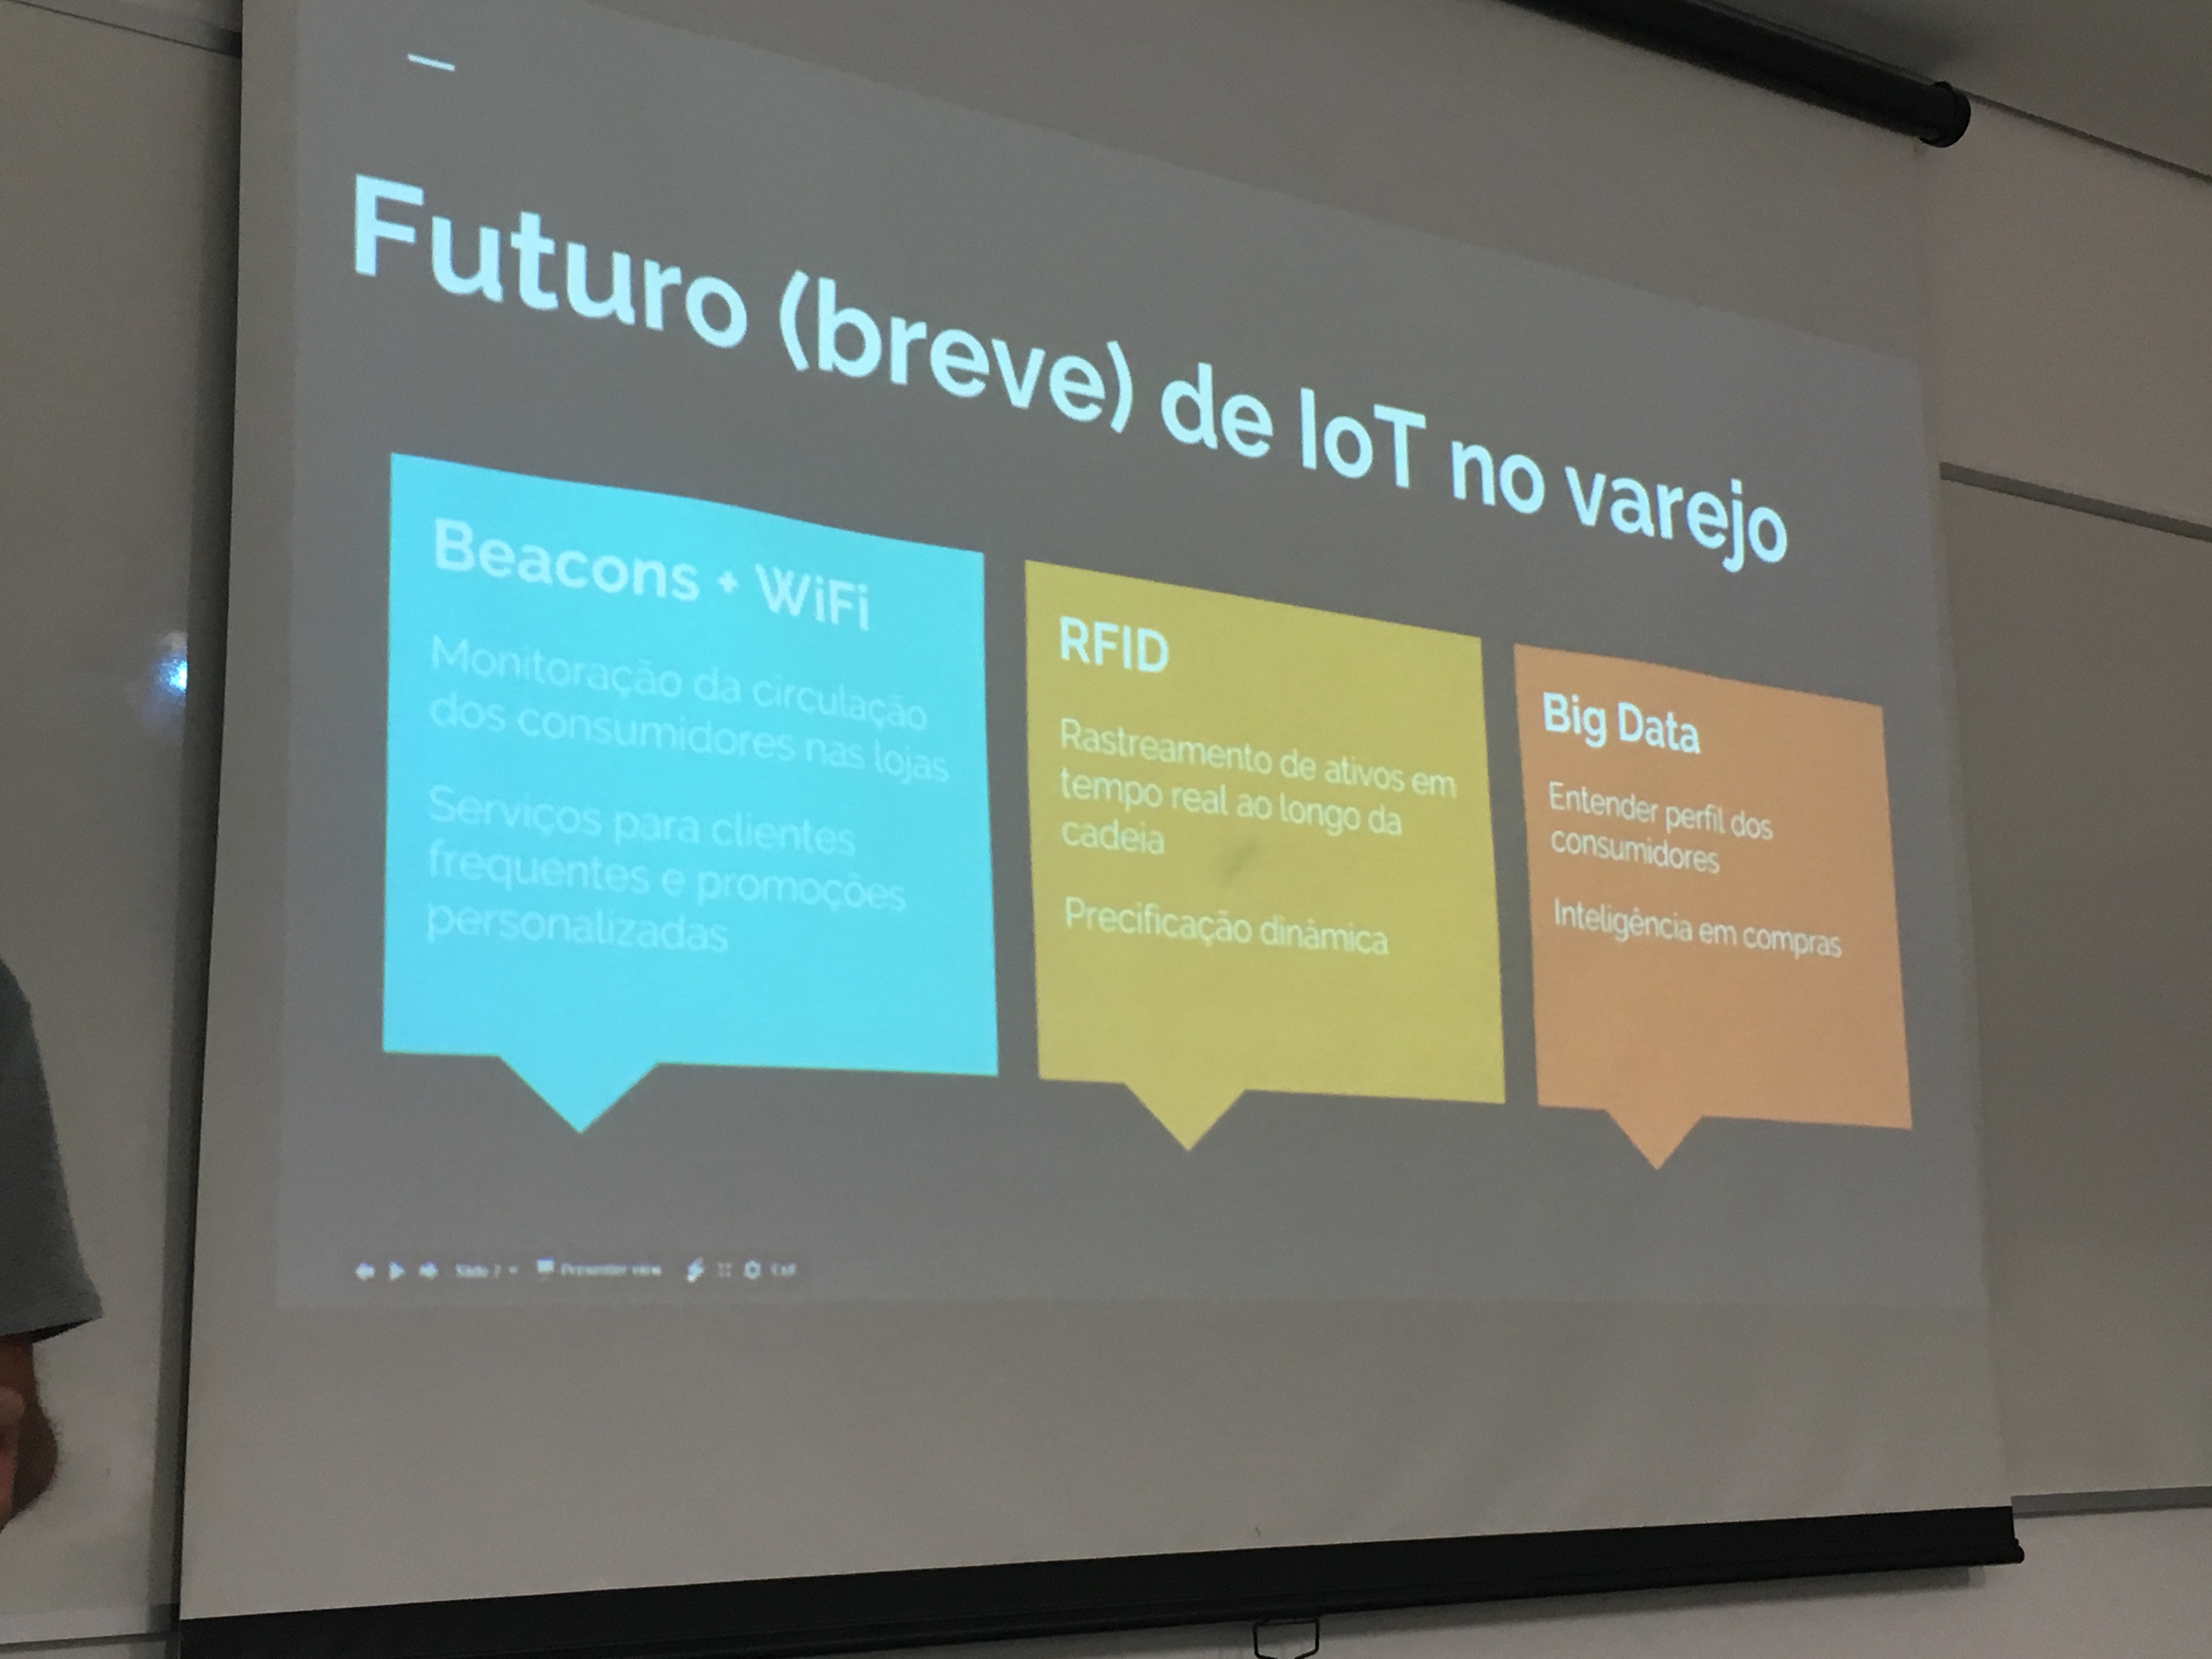 Futuro (breve) de IoT no varejo
Beacons + WiFi
Monitoração da circulação
dos consumidores nas lojas
Serviços para clientes
frequentes e promoções
personalizadas
RFID
Rastreamento de ativos em
tempo real ao longo da
cadeia
Precificação dinâmica
Big Data
Entender perfil dos
consumidores
Inteligência em compras
Slide 7 Presenter view Exit